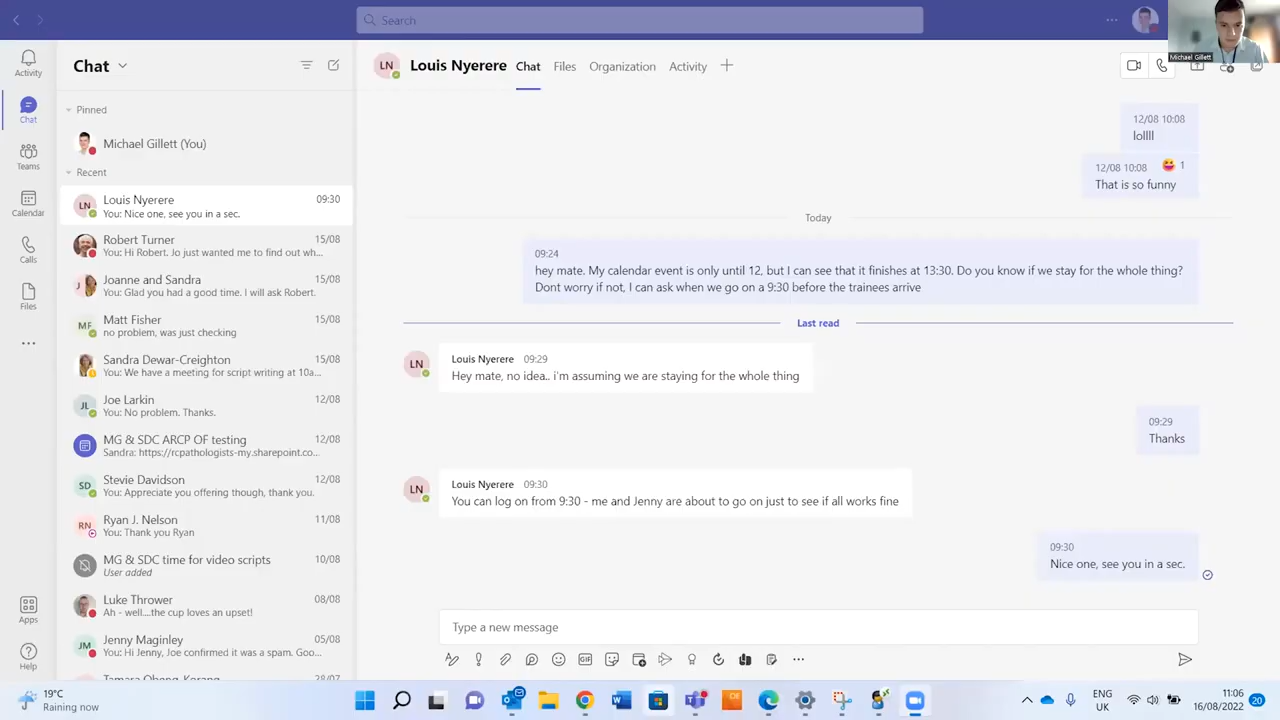 Search
Michael Gillett
Activity
Chat
Teams
Calendar
Calls
Files
Apps
Help
Chat
Pinned
Michael Gillett (You)
Recent
Louis Nyerere 09:30
You: Nice one, see you in a sec.
Robert Turner 15/08
You: Hi Robert. Jo just wanted me to find out wh...
Joanne and Sandra 15/08
You: Glad you had a good time. I will ask Robert.
MF
Matt Fisher 15/08
no problem, was just checking
Sandra Dewar-Creighton 15/08
You: We have a meeting for script writing at 10a...
JL
Joe Larkin 12/08
You: No problem. Thanks.
MG & SDC ARCP OF testing 12/08
Sandra: https://rcpathologists-my.sharepoint.co...
SD
Stevie Davidson 12/08
You: Appreciate you offering though, thank you.
RN
Ryan J. Nelson 11/08
You: Thank you Ryan
MG & SDC time for video scripts 10/08
User added
Luke Thrower 08/08
Ah - well....the cup loves an upset!
JM
Jenny Maginley 05/08
You: Hi Jenny, Joe confirmed it was a spam. Goo...
LN
Louis Nyerere Chat Files Organization Activity
12/08 10:08
lollll
12/08 10:08 1
That is so funny
Today
09:24
hey mate. My calendar event is only until 12, but I can see that it finishes at 13:30. Do you know if we stay for the whole thing?
Dont worry if not, I can ask when we go on a 9:30 before the trainees arrive
Last read
LN
Louis Nyerere 09:29
Hey mate, no idea.. i'm assuming we are staying for the whole thing
09:29
Thanks
LN
Louis Nyerere 09:30
You can log on from 9:30 - me and Jenny are about to go on just to see if all works fine
09:30
Nice one, see you in a sec.
Type a new message
GIF
19°C
Raining now
ENG
UK
11:06
16/08/2022
20